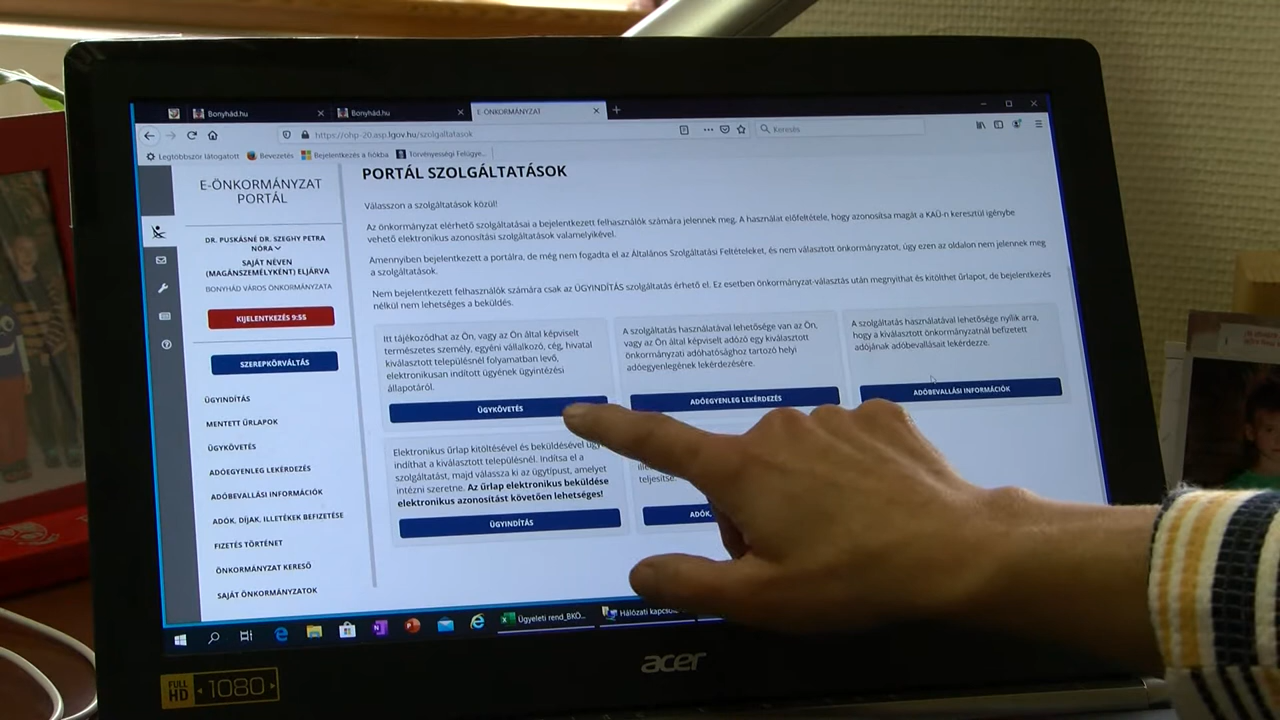 Bonyhád.hu
Bonyhád.hu
E-ÖNKORMÁNYZAT
https://ohp-20.asp.lgov.hu/szolgaltatasok
Keresés
Legtöbbször látogatott
Bevezetés
Bejelentkezés a fiókba
Törvényességi Felügye...
E-ÖNKORMÁNYZAT
PORTÁL
DR. PUSKÁSNÉ DR. SZEGHY PETRA
NÓRA
SAJÁT NÉVEN
(MAGÁNSZEMÉLYKÉNT) ELJÁRVA
BONYHÁD VÁROS ÖNKORMÁNYZATA
KIJELENTKEZÉS 9:55
SZEREPKÖRVÁLTÁS
ÜGYINDÍTÁS
MENTETT ŰRLAPOK
ÜGYKÖVETÉS
ADÓEGYENLEG LEKÉRDEZÉS
ADÓBEVALLÁSI INFORMÁCIÓK
ADÓK, DÍJAK, ILLETÉKEK BEFIZETÉSE
FIZETÉS TÖRTÉNET
ÖNKORMÁNYZAT KERESŐ
SAJÁT ÖNKORMÁNYZATOK
PORTÁL SZOLGÁLTATÁSOK
Válasszon a szolgáltatások közül!
Az önkormányzat elérhető szolgáltatásai a bejelentkezett felhasználók számára jelennek meg. A használat előfeltétele, hogy azonosítsa magát a KAÜ-n keresztül igénybe
vehető elektronikus azonosítási szolgáltatások valamelyikével.
Amennyiben bejelentkezett a portálra, de még nem fogadta el az Általános Szolgáltatási Feltételeket, és nem választott önkormányzatot, úgy ezen az oldalon nem jelennek meg
a szolgáltatások.
Nem bejelentkezett felhasználók számára csak az ÜGYINDÍTÁS szolgáltatás érhető el. Ez esetben önkormányzat-választás után megnyithat és kitölthet űrlapot, de bejelentkezés
nélkül nem lehetséges a beküldés.
Itt tájékozódhat az Ön, vagy az Ön által képviselt
természetes személy, egyéni vállalkozó, cég, hivatal
kiválasztott településnél folyamatban levő,
elektronikusan indított ügyének ügyintézési
állapotáról.
ÜGYKÖVETÉS
A szolgáltatás használatával lehetősége van az Ön,
vagy az Ön által képviselt adózó egy kiválasztott
önkormányzati adóhatósághoz tartozó helyi
adóegyenlegének lekérdezésére.
ADÓEGYENLEG LEKÉRDEZÉS
A szolgáltatás használatával lehetősége nyílik arra,
hogy a kiválasztott önkormányzatnál befizetett
adójának adóbevallásait lekérdezze.
ADÓBEVALLÁSI INFORMÁCIÓK
Elektronikus űrlap kitöltésével és beküldésével
indíthat a kiválasztott településnél. Indítsa el a
szolgáltatást, majd válassza ki az ügytípust, amelyet
intézni szeretne. Az űrlap elektronikus beküldése
elektronikus azonosítást követően lehetséges!
ÜGYINDÍTÁS
teljesítse.
ADÓK,
Ügyeleti rend_BKÖ...
Hálózati
acer
FULL HD 1080